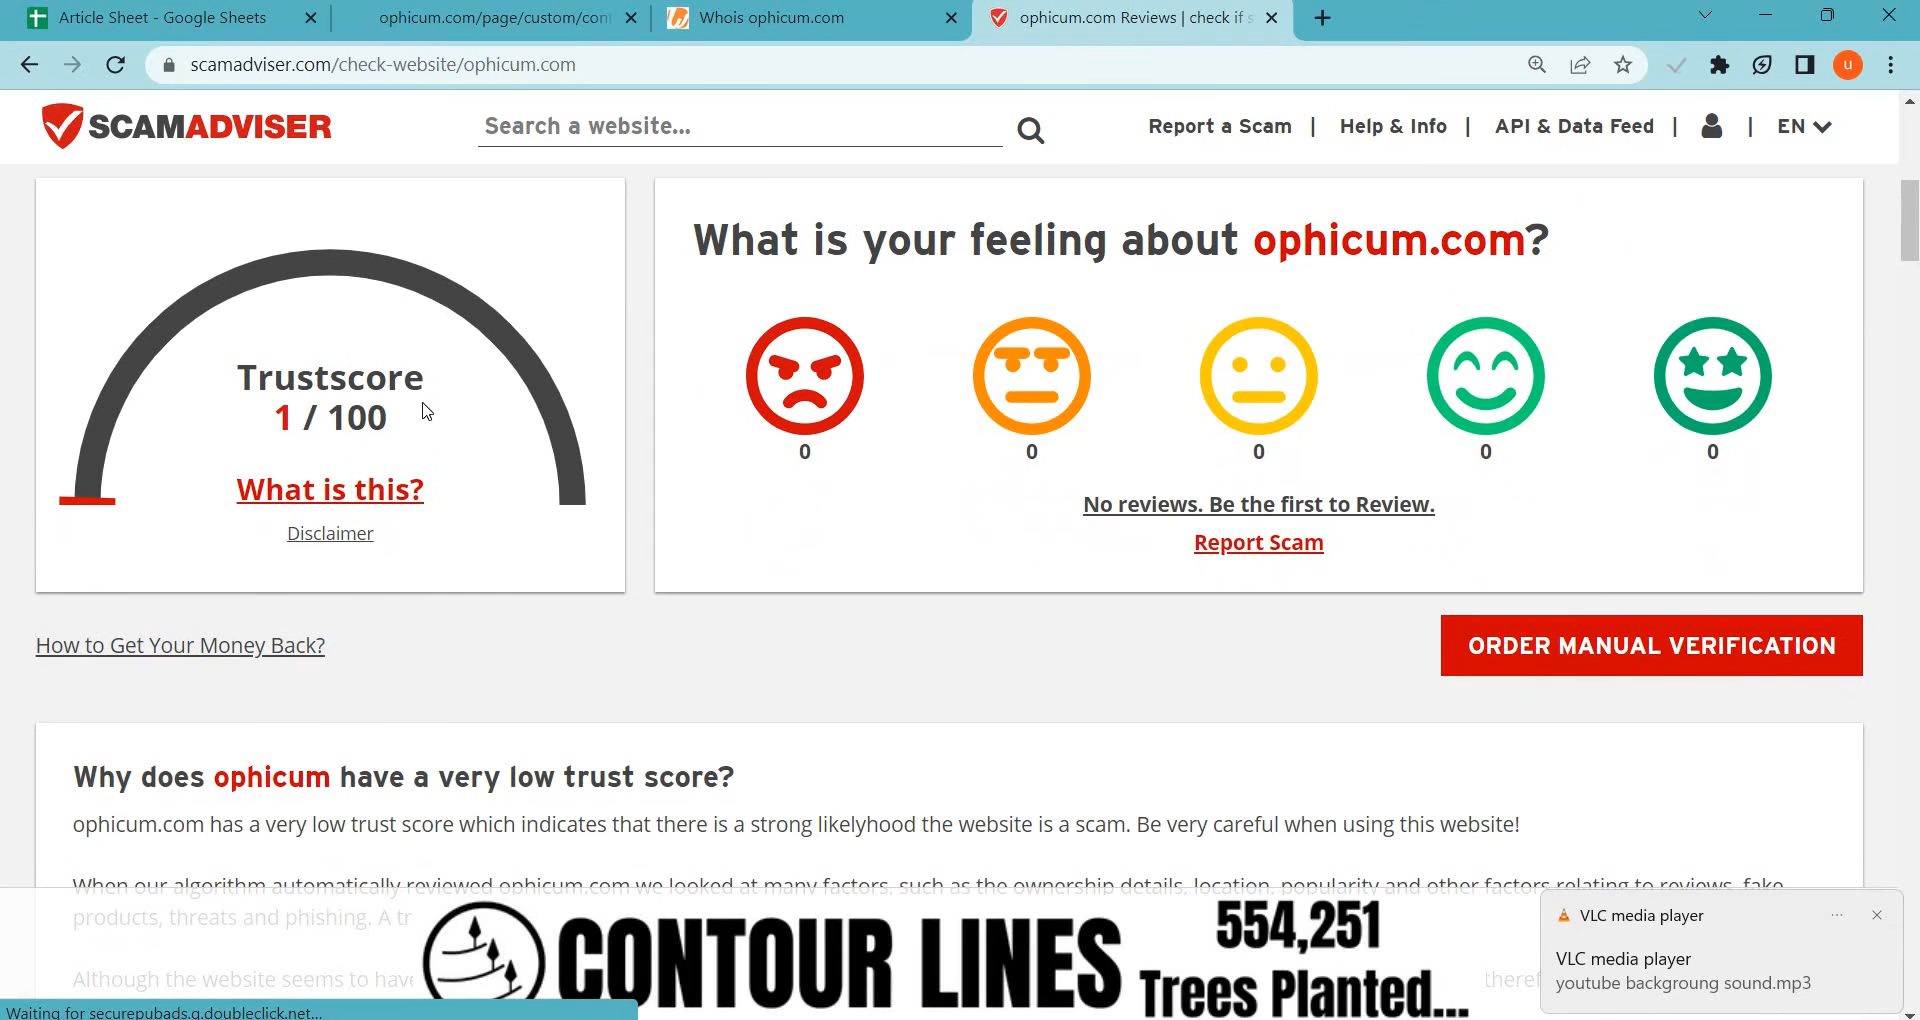 Article Sheet - Google Sheets
ophicum.com/page/custom/con
Whois ophicum.com
ophicum.com Reviews | check if s
scamadviser.com/check-website/ophicum.com
u
SCAMADVISER
Search a website...
Report a Scam | Help & Info | API & Data Feed | | EN
Trustscore
1 / 100
What is this?
Disclaimer
What is your feeling about ophicum.com?
0 0 0 0 0
No reviews. Be the first to Review.
Report Scam
How to Get Your Money Back?
ORDER MANUAL VERIFICATION
Why does ophicum have a very low trust score?
ophicum.com has a very low trust score which indicates that there is a strong likelyhood the website is a scam. Be very careful when using this website!
When our algorithm automatically reviewed ophicum.com we looked at many factors, such as the ownership details, location, popularity and other factors relating to reviews, fake
products, threats and phishing. A tr
Although the website seems to have
CONTOUR LINES
554,251
Trees Planted...
VLC media player
VLC media player
youtube backgroung sound.mp3
Waiting for securepubads.g.doubleclick.net...